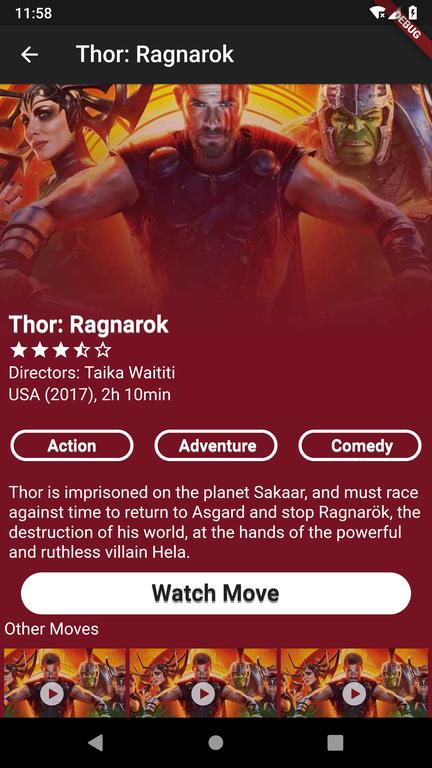 11:58
DEBUG
Thor: Ragnarok
Thor: Ragnarok
Directors: Taika Waititi
USA (2017), 2h 10min
Action Adventure Comedy
Thor is imprisoned on the planet Sakaar, and must race
against time to return to Asgard and stop Ragnarök, the
destruction of his world, at the hands of the powerful
and ruthless villain Hela.
Watch Move
Other Moves